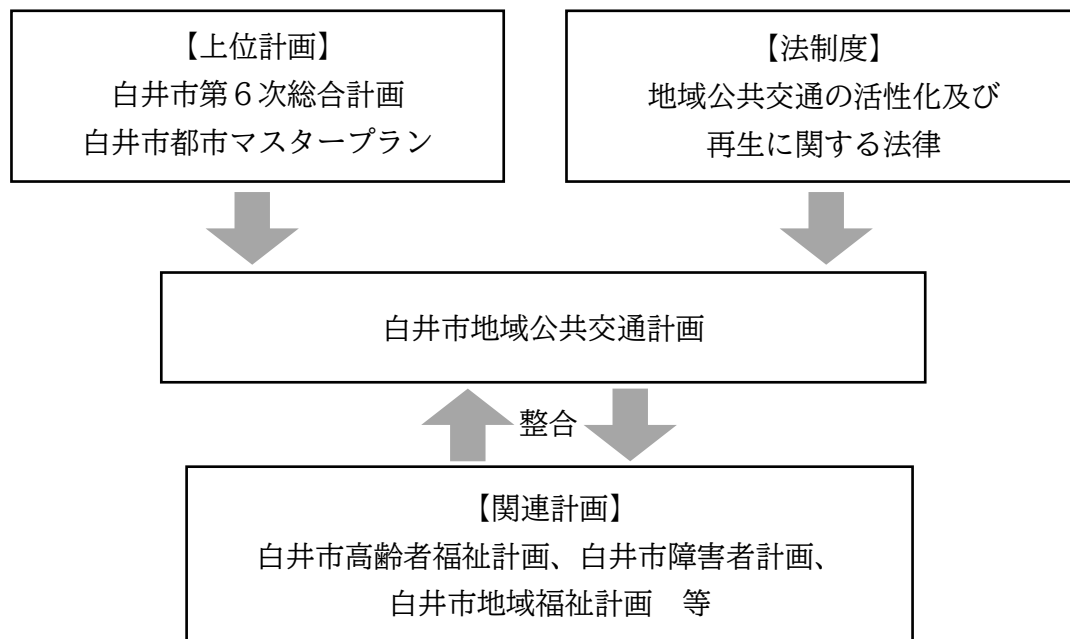 【上位計画】
白井市第６次総合計画
白井市都市マスタープラン
【法制度】
地域公共交通の活性化及び
再生に関する法律
白井市地域公共交通計画
整合
【関連計画】
白井市高齢者福祉計画、白井市障害者計画、
白井市地域福祉計画　等